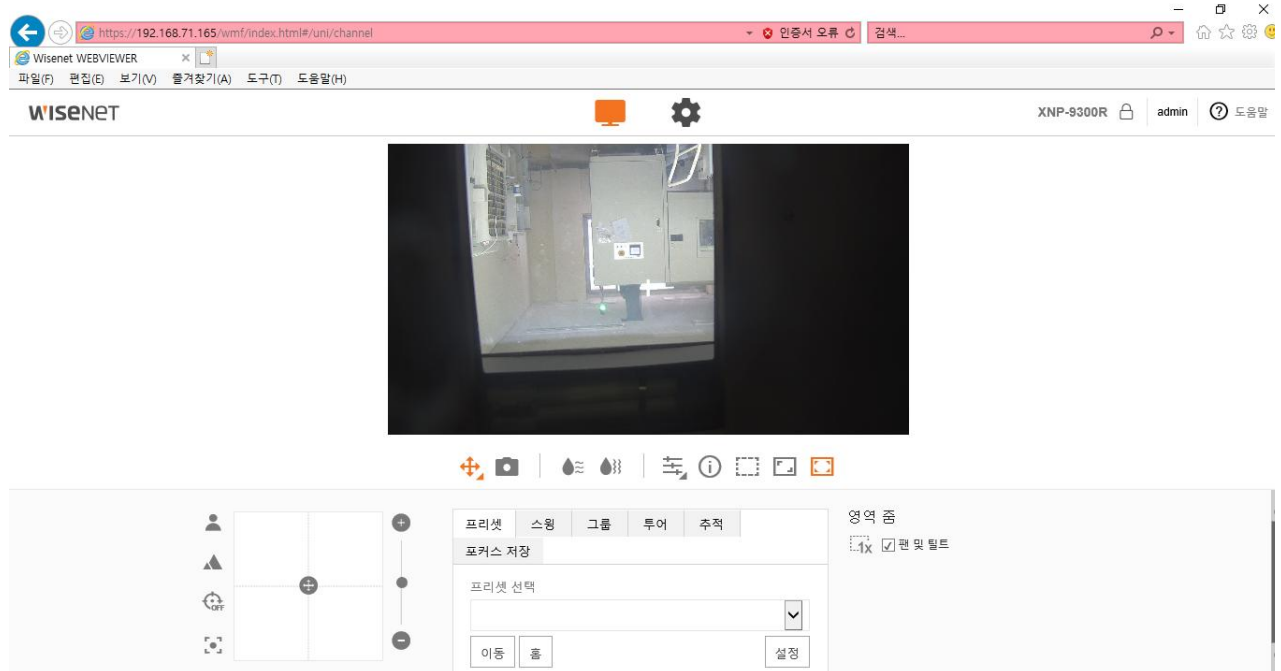 https://192.168.71.165/wmf/index.html#/uni/channel
인증서 오류
검색...
Wisenet WEBVIEWER
파일(F) 편집(E) 보기(V) 즐겨찾기(A) 도구(T) 도움말(H)
WISENET
XNP-9300R
admin
도움말
OFF
프리셋 스윙 그룹 투어 추적
포커스 저장
프리셋 선택
이동 홈 설정
영역 줌
1x 팬 및 틸트